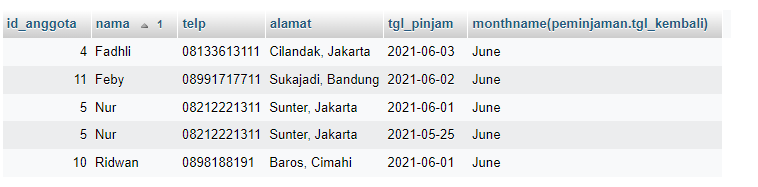 id_anggota nama 1 telp alamat tgl_pinjam monthname(peminjaman.tgl_kembali)
4 Fadhli 08133613111 Cilandak, Jakarta 2021-06-03 June
11 Feby 08991717711 Sukajadi, Bandung 2021-06-02 June
5 Nur 08212221311 Sunter, Jakarta 2021-06-01 June
5 Nur 08212221311 Sunter, Jakarta 2021-05-25 June
10 Ridwan 0898188191 Baros, Cimahi 2021-06-01 June